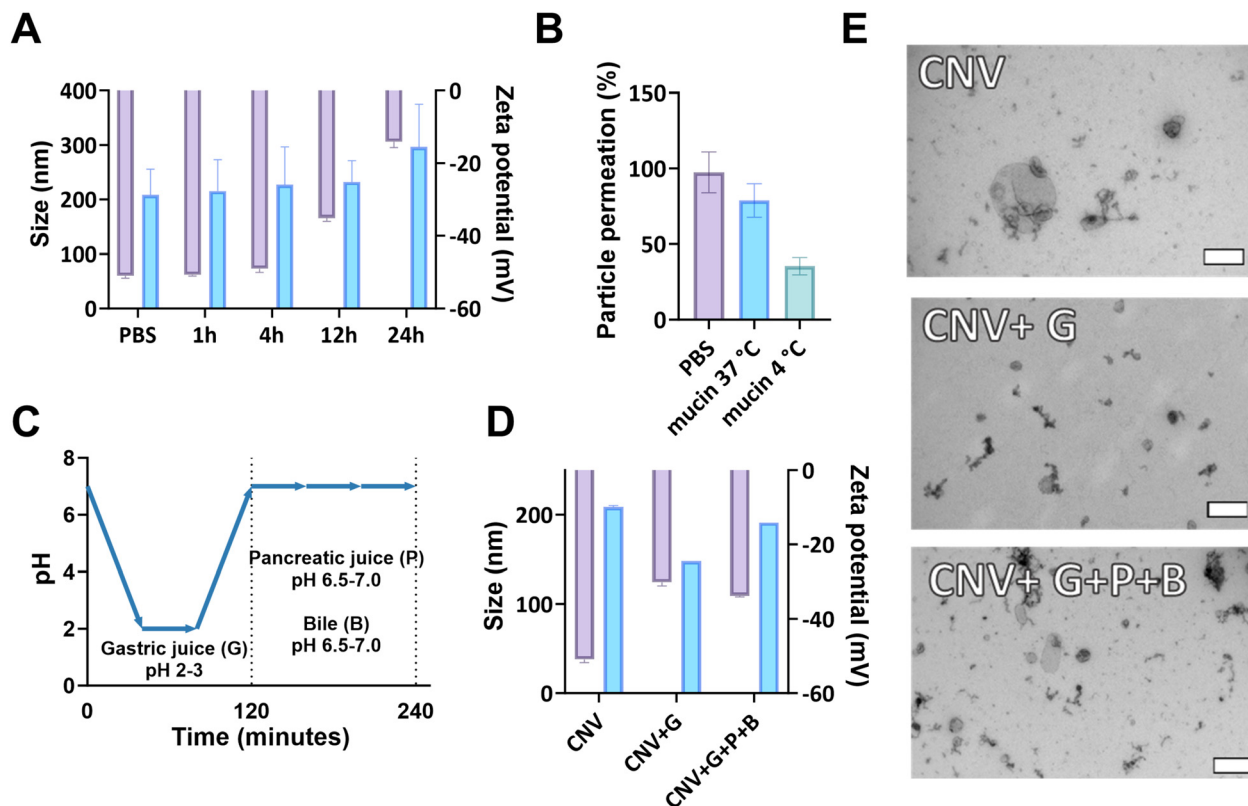 A
400
300
200
100
0
Size (nm)
0
-20
-40
-60
Zeta potential (mV)
PBS
1h
4h
12h
24h
B
150
100
50
0
Particle permeation (%)
PBS
mucin 37 °C
mucin 4 °C
C
8
6
4
2
0
pH
Gastric juice (G)
pH 2-3
Pancreatic juice (P)
pH 6.5-7.0
Bile (B)
pH 6.5-7.0
0
120
240
Time (minutes)
D
200
100
0
Size (nm)
0
-20
-40
-60
Zeta potential (mV)
CNV
CNV+G
CNV+G+P+B
E
CNV
CNV+ G
CNV+ G+P+B